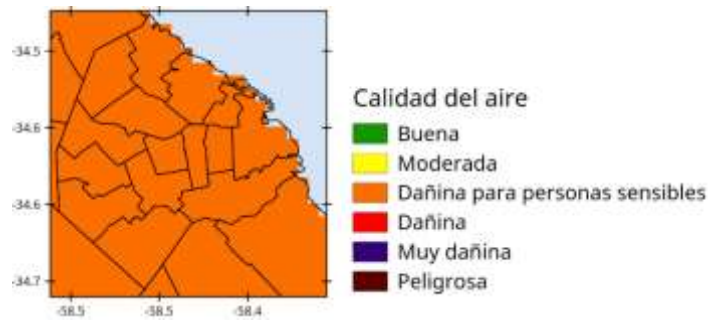 -34.5
-34.6
-34.6
-34.7
-58.5
-58.5
-58.4
Calidad del aire
Buena
Moderada
Dañina para personas sensibles
Dañina
Muy dañina
Peligrosa